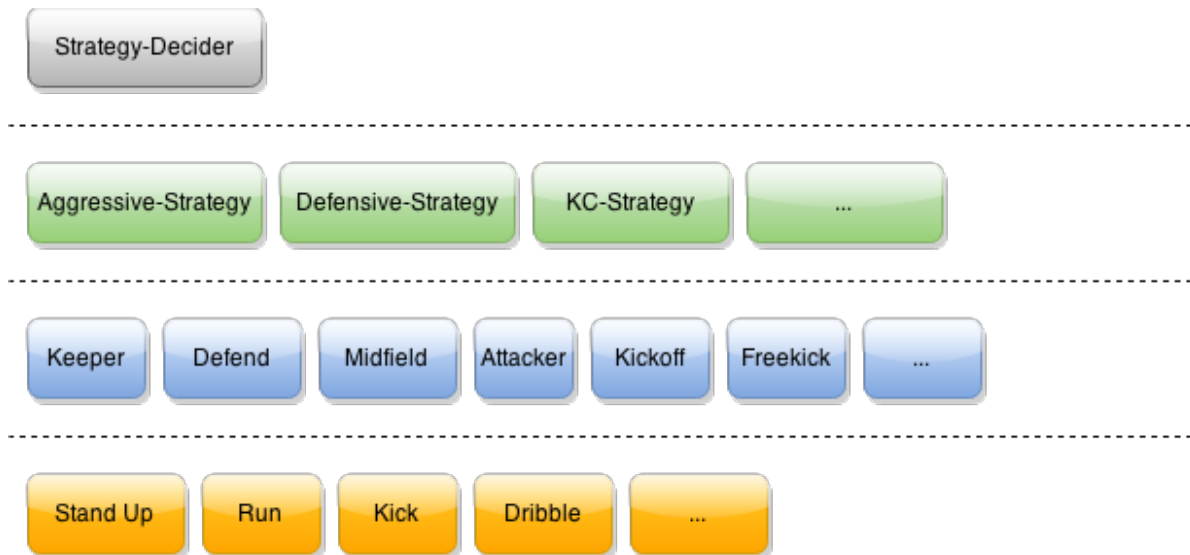 Strategy-Decider
Aggressive-Strategy Defensive-Strategy KC-Strategy ...
Keeper Defend Midfield Attacker Kickoff Freekick ...
Stand Up Run Kick Dribble ...